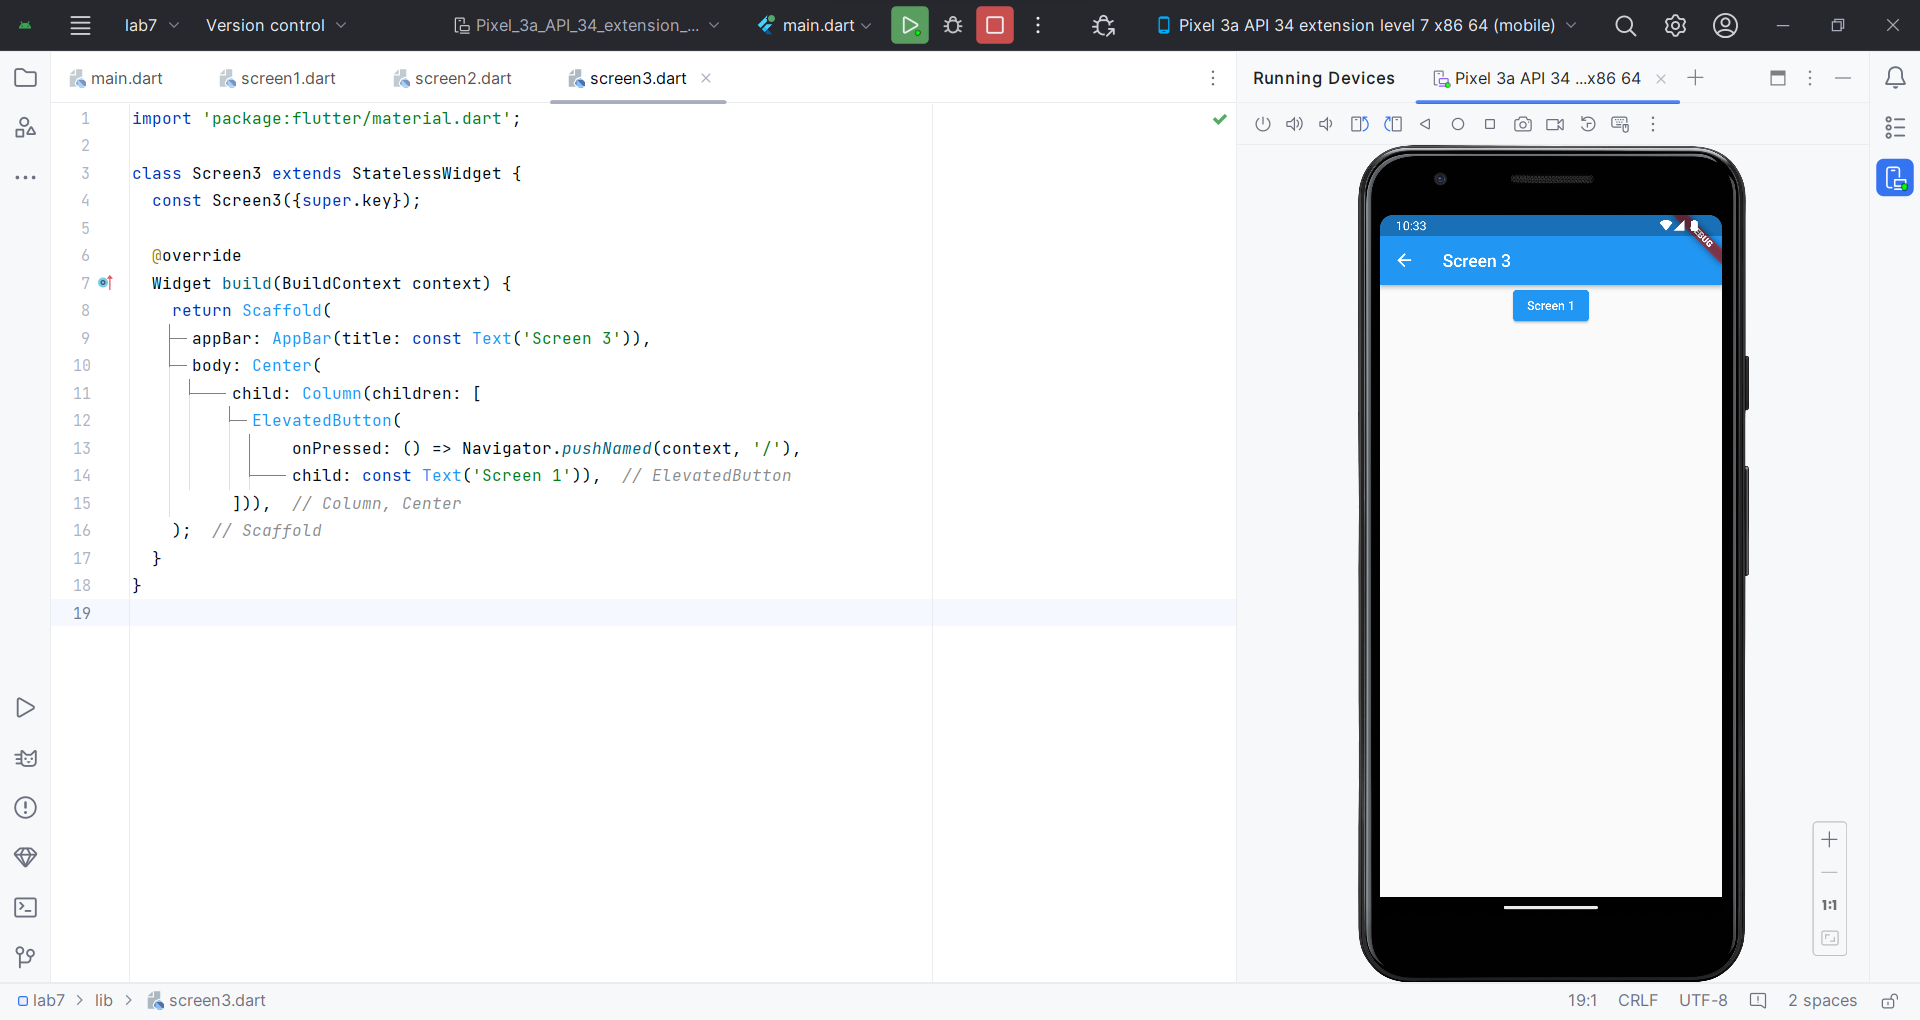 lab7 Version control Pixel_3a_API_34_extension_... main.dart Pixel 3a API 34 extension level 7 x86 64 (mobile)
main.dart screen1.dart screen2.dart screen3.dart
Running Devices Pixel 3a API 34 ...x86 64
1 import 'package:flutter/material.dart';
2
3 class Screen3 extends StatelessWidget {
4 const Screen3({super.key});
5
6 @override
7 Widget build(BuildContext context) {
8 return Scaffold(
9 appBar: AppBar(title: const Text('Screen 3')),
10 body: Center(
11 child: Column(children: [
12 ElevatedButton(
13 onPressed: () => Navigator.pushNamed(context, '/'),
14 child: const Text('Screen 1')), // ElevatedButton
15 ])), // Column, Center
16 ); // Scaffold
17 }
18 }
19
10:33
DEBUG
Screen 3
Screen 1
1:1
lab7 > lib > screen3.dart
19:1 CRLF UTF-8 2 spaces